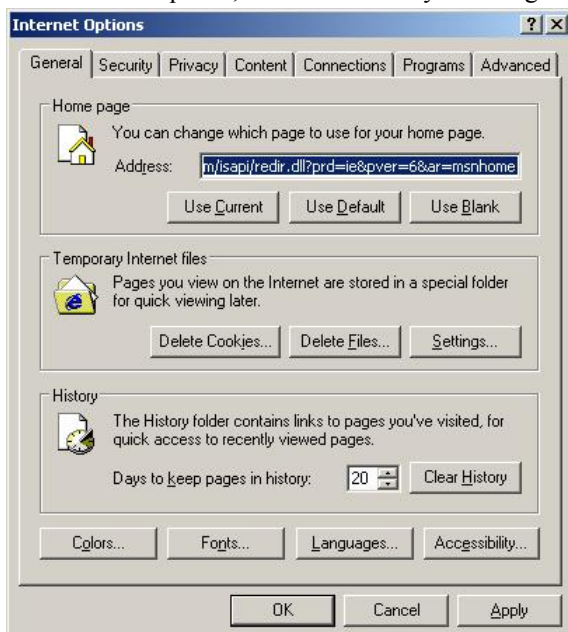 Internet Options
General Security Privacy Content Connections Programs Advanced
Home page
You can change which page to use for your home page.
Address: m/isapi/redir.dll?prd=ie&pver=6&ar=msnhome
Use Current Use Default Use Blank
Temporary Internet files
Pages you view on the Internet are stored in a special folder
for quick viewing later.
Delete Cookies... Delete Files... Settings...
History
The History folder contains links to pages you've visited, for
quick access to recently viewed pages.
Days to keep pages in history: 20 Clear History
Colors... Fonts... Languages... Accessibility...
OK Cancel Apply